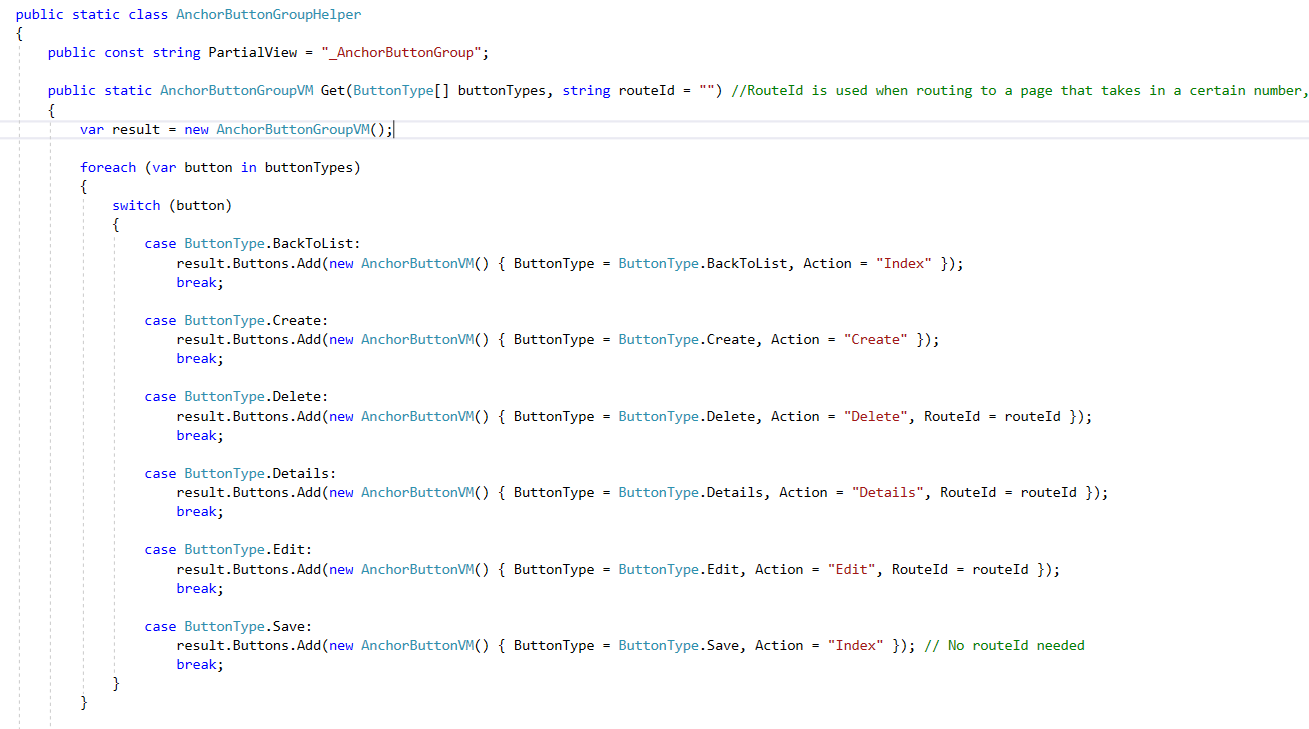 public static class AnchorButtonGroupHelper
{
    public const string PartialView = "_AnchorButtonGroup";

    public static AnchorButtonGroupVM Get(ButtonType[] buttonTypes, string routeId = "") //RouteId is used when routing to a page that takes in a certain number,
    {
        var result = new AnchorButtonGroupVM();

        foreach (var button in buttonTypes)
        {
            switch (button)
            {
                case ButtonType.BackToList:
                    result.Buttons.Add(new AnchorButtonVM() { ButtonType = ButtonType.BackToList, Action = "Index" });
                    break;

                case ButtonType.Create:
                    result.Buttons.Add(new AnchorButtonVM() { ButtonType = ButtonType.Create, Action = "Create" });
                    break;

                case ButtonType.Delete:
                    result.Buttons.Add(new AnchorButtonVM() { ButtonType = ButtonType.Delete, Action = "Delete", RouteId = routeId });
                    break;

                case ButtonType.Details:
                    result.Buttons.Add(new AnchorButtonVM() { ButtonType = ButtonType.Details, Action = "Details", RouteId = routeId });
                    break;

                case ButtonType.Edit:
                    result.Buttons.Add(new AnchorButtonVM() { ButtonType = ButtonType.Edit, Action = "Edit", RouteId = routeId });
                    break;

                case ButtonType.Save:
                    result.Buttons.Add(new AnchorButtonVM() { ButtonType = ButtonType.Save, Action = "Index" }); // No routeId needed
                    break;
            }
        }